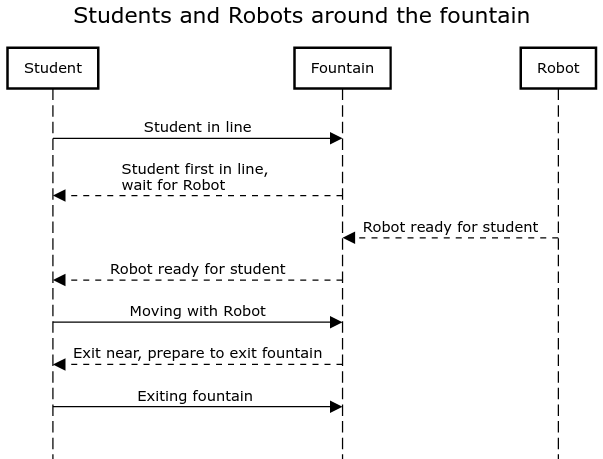 Students and Robots around the fountain
Student
Fountain
Robot
Student in line
Student first in line,
wait for Robot
Robot ready for student
Robot ready for student
Moving with Robot
Exit near, prepare to exit fountain
Exiting fountain